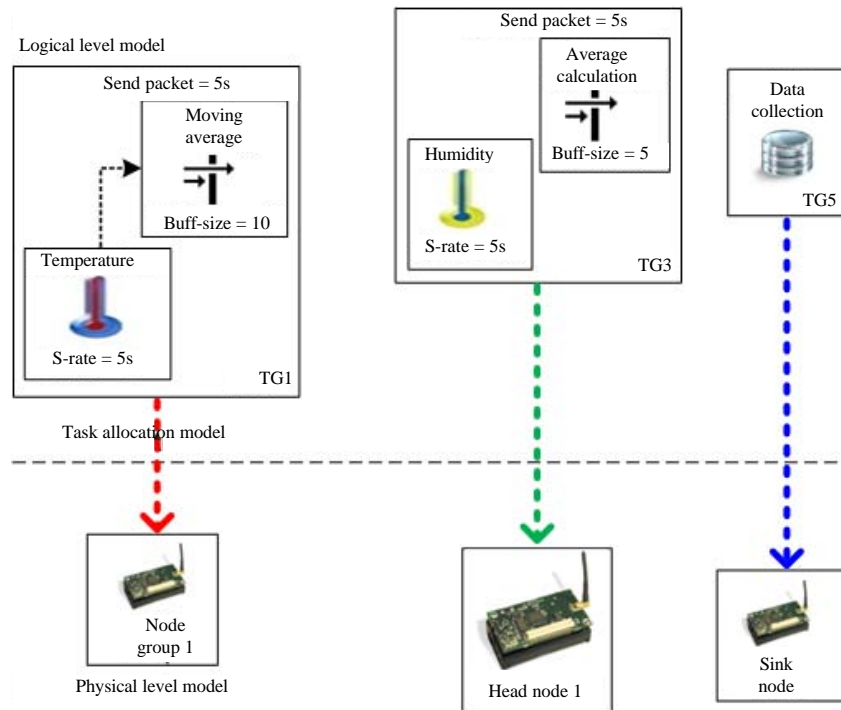 Logical level model
Send packet = 5s
Moving
average
Buff-size = 10
Temperature
S-rate = 5s
TG1
Send packet = 5s
Average
calculation
Buff-size = 5
Humidity
S-rate = 5s
TG3
Data
collection
TG5
Task allocation model
Node
group 1
Physical level model
Head node 1
Sink
node